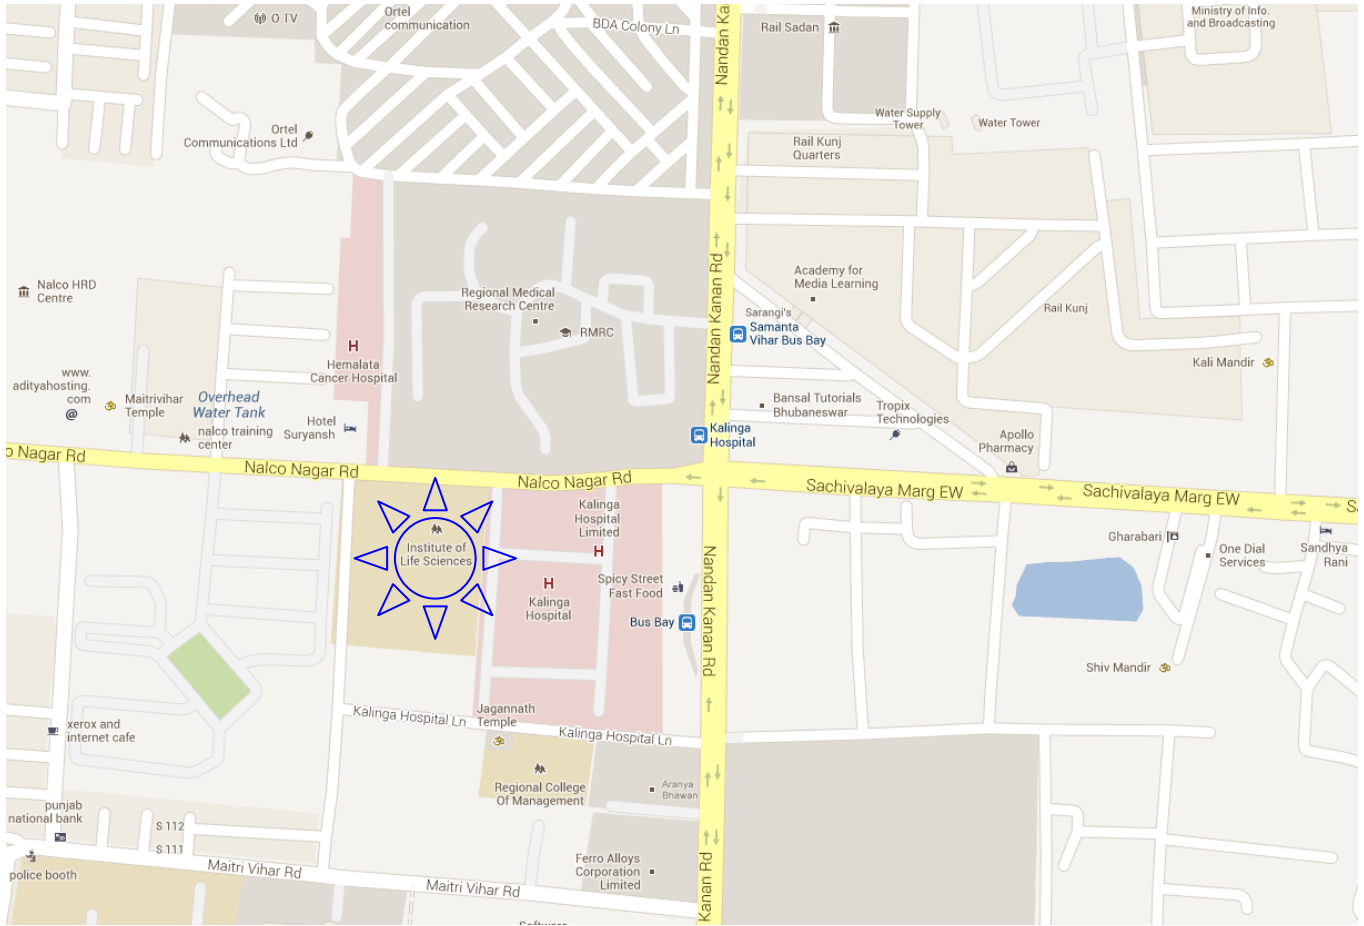 O TV
Ortel
communication
BDA Colony Ln
Nandan Ka
Rail Sadan
Ministry of Info.
and Broadcasting
Ortel
Communications Ltd
Water Supply
Tower
Water Tower
Rail Kunj
Quarters
Nalco HRD
Centre
Regional Medical
Research Centre
RMRC
Nandan Kanan Rd
Academy for
Media Learning
Sarangi's
Samanta
Vihar Bus Bay
Rail Kunj
Kali Mandir
H
Hemalata
Cancer Hospital
www.
adityahosting.
com
@
Maitrivihar
Temple
Overhead
Water Tank
nalco training
center
Hotel
Suryansh
Bansal Tutorials
Bhubaneswar
Tropix
Technologies
Kalinga
Hospital
Apollo
Pharmacy
o Nagar Rd
Nalco Nagar Rd
Nalco Nagar Rd
Sachivalaya Marg EW
Sachivalaya Marg EW
S
Institute of
Life Sciences
Kalinga
Hospital
Limited
H
H
Kalinga
Hospital
Spicy Street
Fast Food
Bus Bay
Nandan Kanan Rd
Gharabari
One Dial
Services
Sandhya
Rani
Shiv Mandir
Jagannath
Temple
Kalinga Hospital Ln
Kalinga Hospital Ln
xerox and
internet cafe
Regional College
Of Management
Aranya
Bhawan
punjab
national bank
S 112
S 111
police booth
Maitri Vihar Rd
Maitri Vihar Rd
Ferro Alloys
Corporation
Limited
Kanan Rd